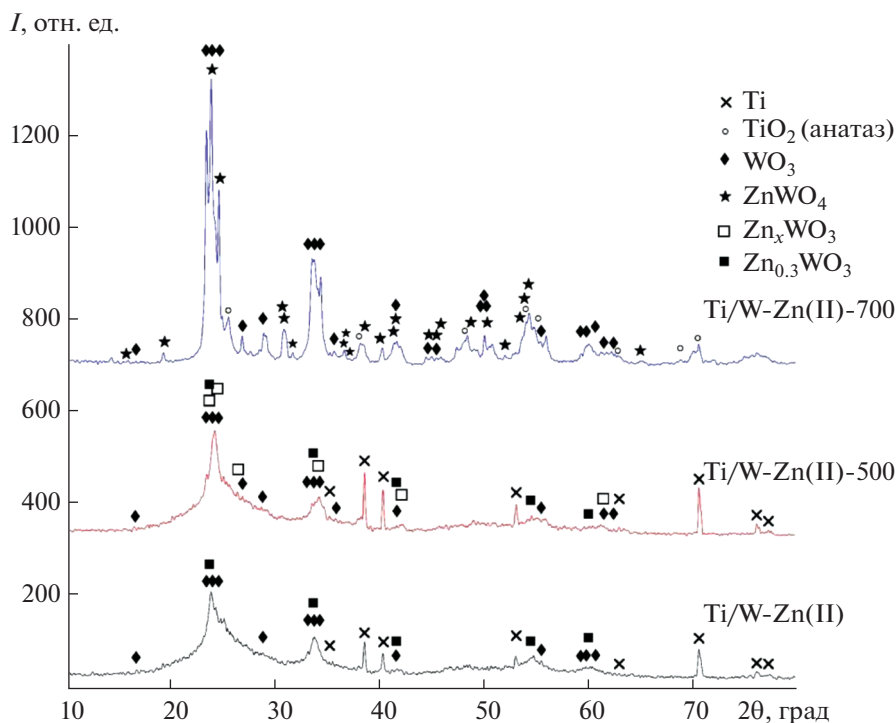 I, отн. ед.
1200
1000
800
600
400
200
Ti
TiO₂ (анатаз)
WO₃
ZnWO₄
ZnₓWO₃
Zn₀.₃WO₃
Ti/W-Zn(II)-700
Ti/W-Zn(II)-500
Ti/W-Zn(II)
10 20 30 40 50 60 70 2θ, град